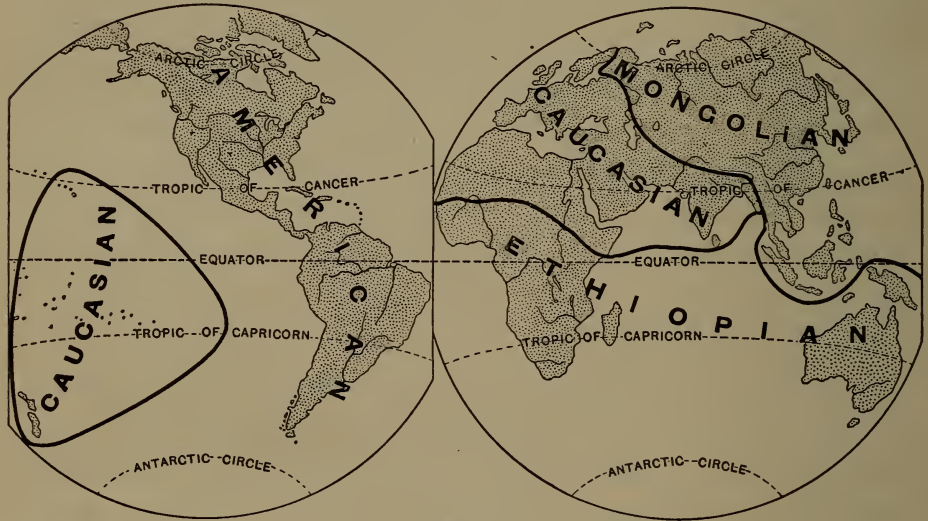 ARCTIC CIRCLE
AMERICAN
TROPIC OF CANCER
CAUCASIAN
EQUATOR
TROPIC OF CAPRICORN
ANTARCTIC CIRCLE
ARCTIC CIRCLE
MONGOLiAN
CAUCASIAN
TROPIC OF CANCER
ETHIOPIAN
EQUATOR
TROPIC OF CAPRICORN
ANTARCTIC CIRCLE